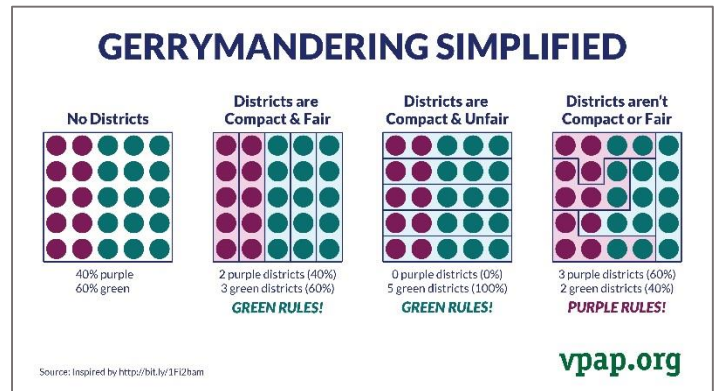 GERRYMANDERING SIMPLIFIED
No Districts
Districts are
Compact & Fair
Districts are
Compact & Unfair
Districts aren't
Compact or Fair
40% purple
60% green
2 purple districts (40%)
3 green districts (60%)
GREEN RULES!
0 purple districts (0%)
5 green districts (100%)
GREEN RULES!
3 purple districts (60%)
2 green districts (40%)
PURPLE RULES!
Source: Inspired by http://bit.ly/1Fi2ham
vpap.org